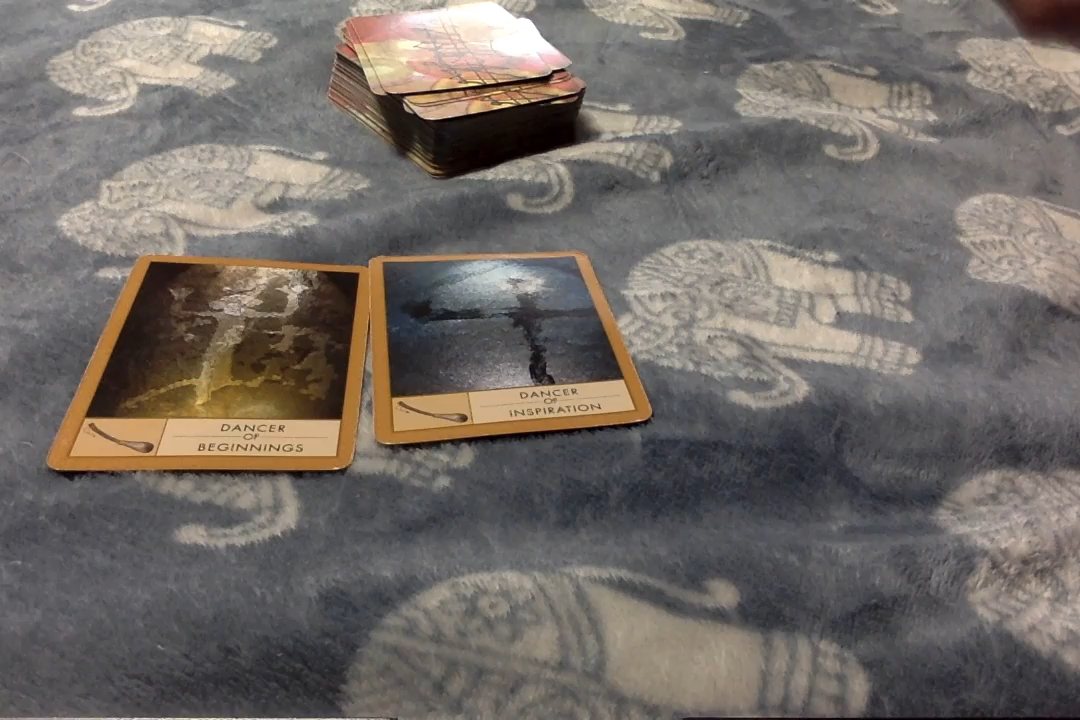 DANCER
OF
BEGINNINGS
DANCER
OF
INSPIRATION